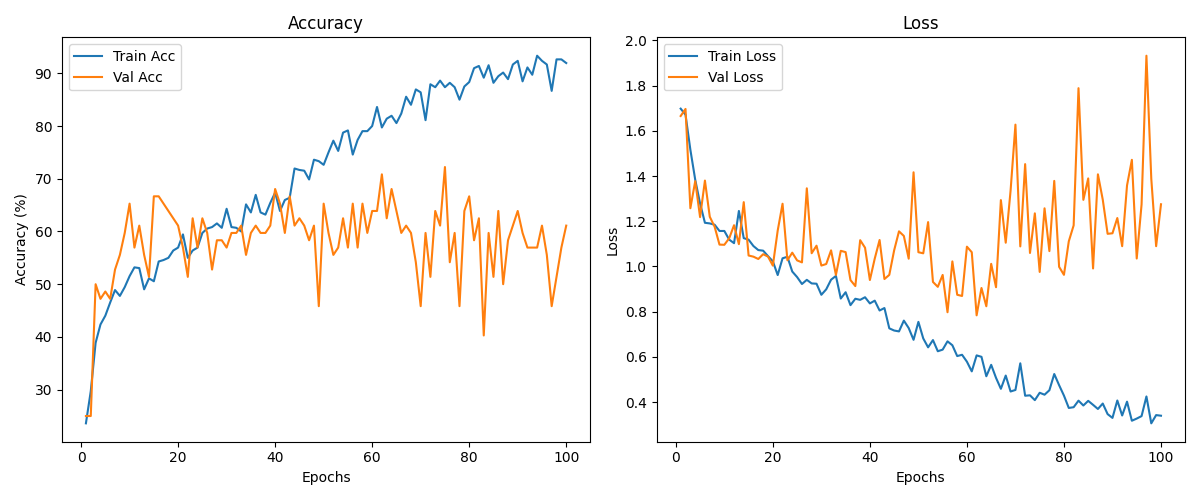 Accuracy
Train Acc
Val Acc
90
80
70
60
50
40
30
Accuracy (%)
0 20 40 60 80 100
Epochs
Loss
Train Loss
Val Loss
2.0
1.8
1.6
1.4
1.2
1.0
0.8
0.6
0.4
Loss
0 20 40 60 80 100
Epochs